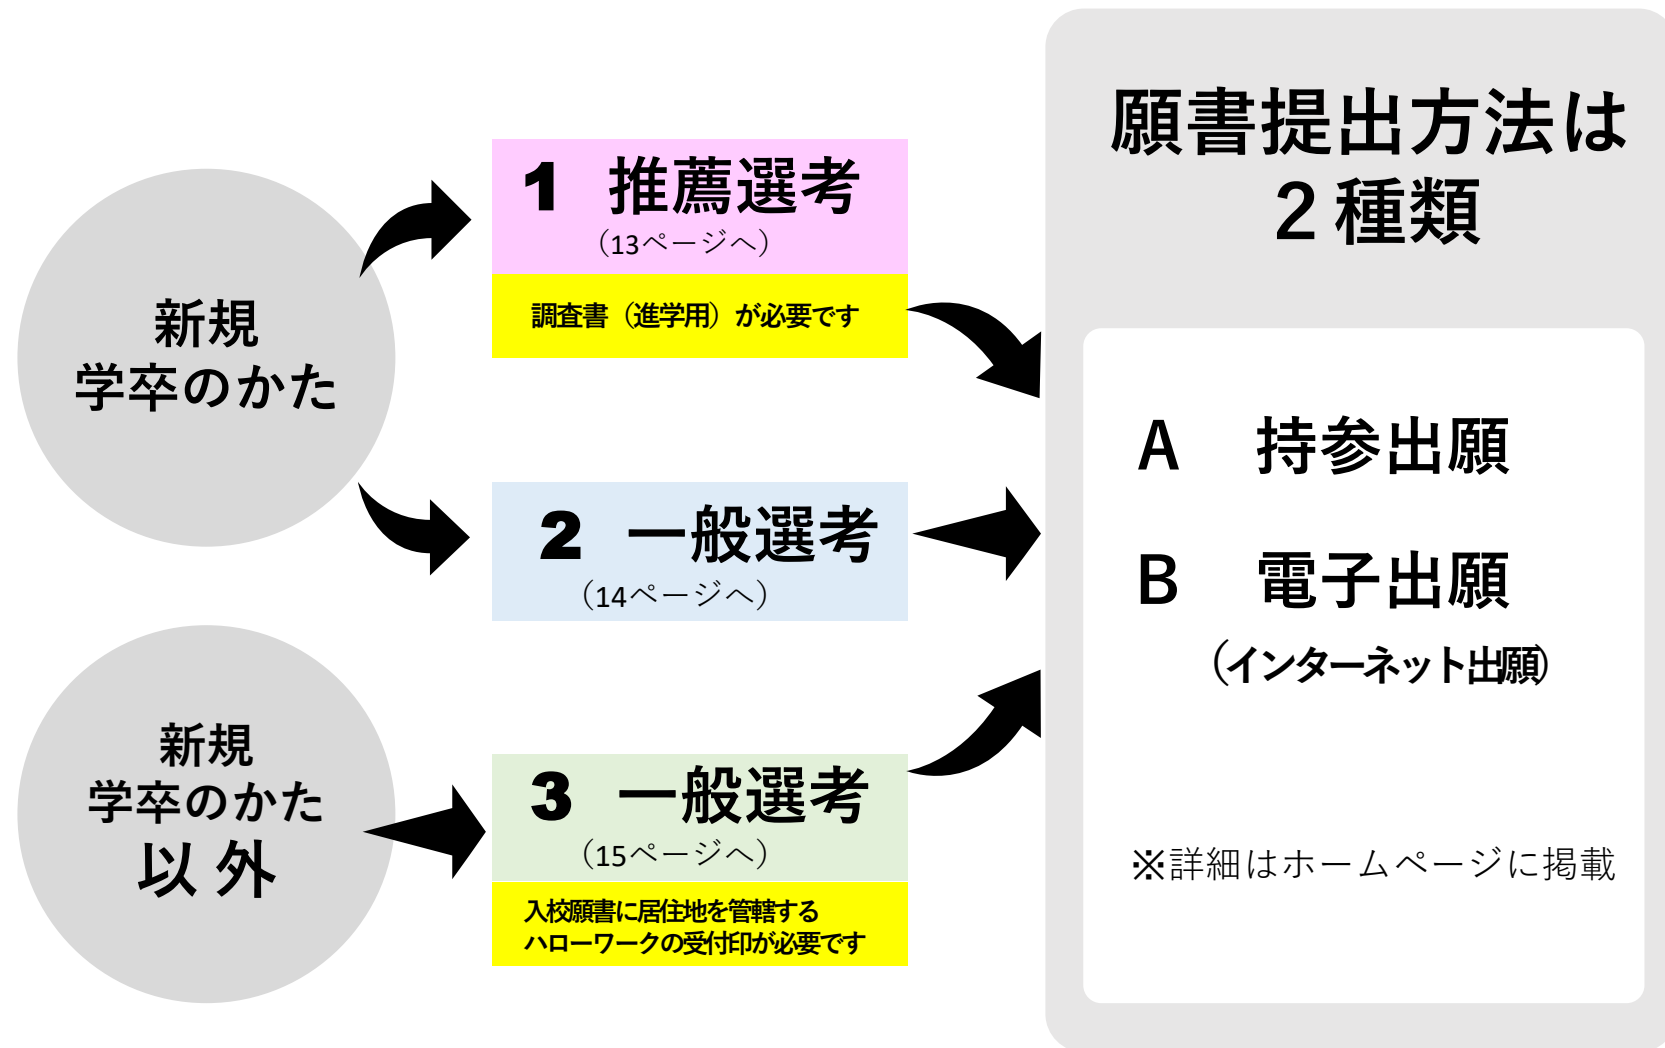 新規
学卒のかた
1 推薦選考
（13ページへ）
調査書（進学用）が必要です
2 一般選考
（14ページへ）
新規
学卒のかた
以外
3 一般選考
（15ページへ）
入校願書に居住地を管轄する
ハローワークの受付印が必要です
願書提出方法は
２種類
A 持参出願
B 電子出願
（インターネット出願）
※詳細はホームページに掲載